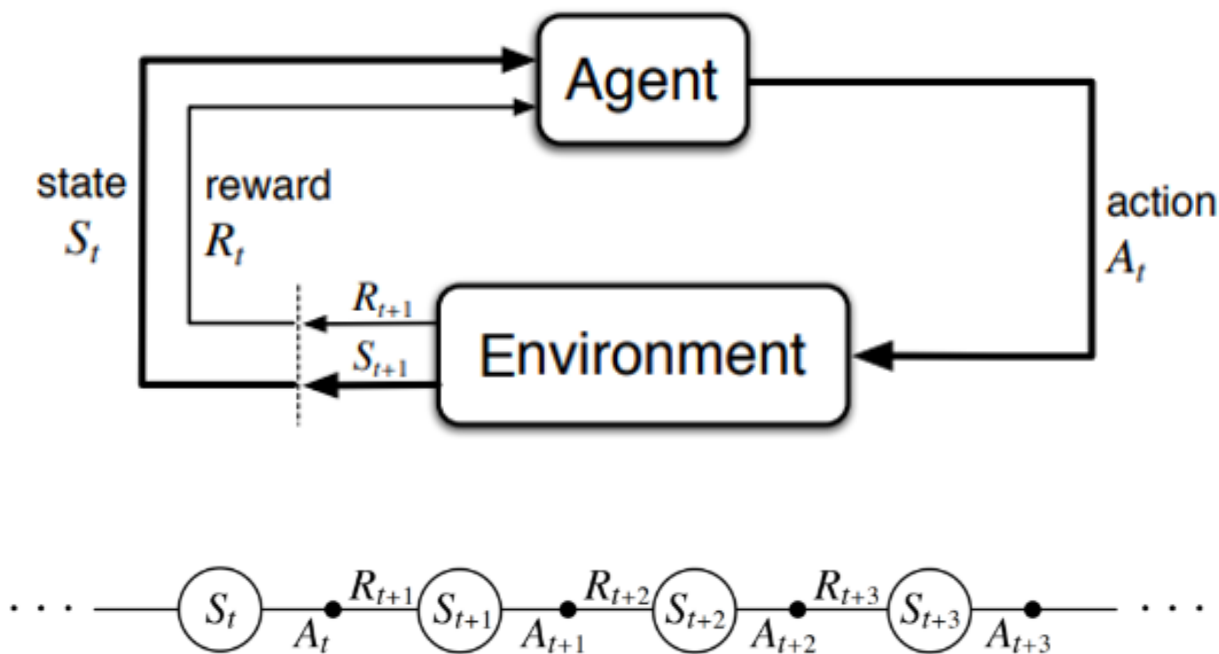 Agent
state
S_t
reward
R_t
action
A_t
R_{t+1}
S_{t+1}
Environment
· · · S_t A_t R_{t+1} S_{t+1} A_{t+1} R_{t+2} S_{t+2} A_{t+2} R_{t+3} S_{t+3} A_{t+3} · · ·